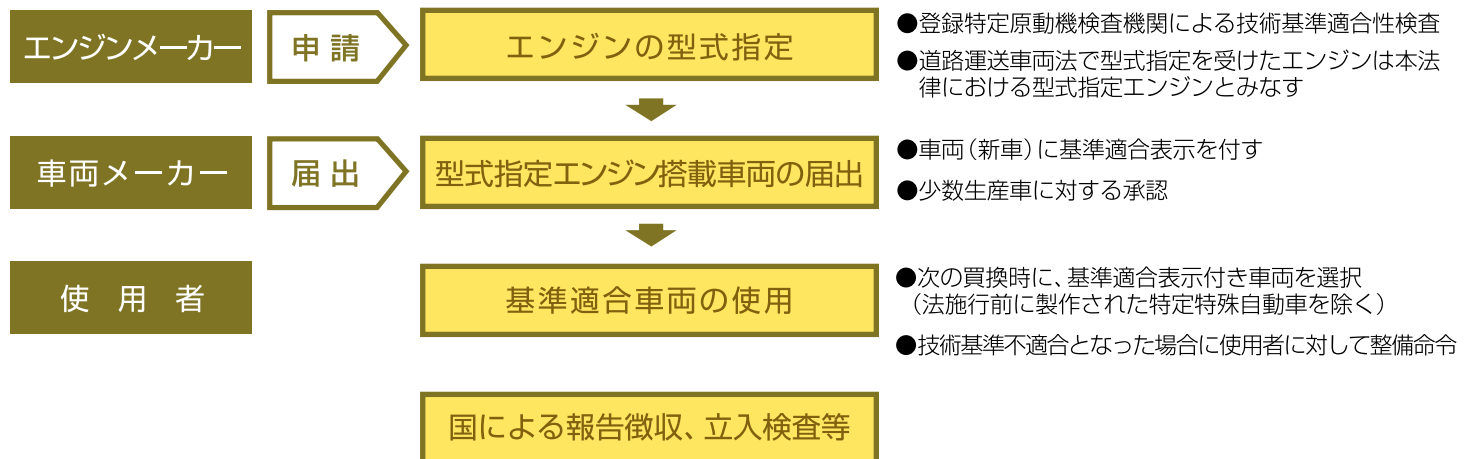 エンジンメーカー
申請
エンジンの型式指定
●登録特定原動機検査機関による技術基準適合性検査
●道路運送車両法で型式指定を受けたエンジンは本法
律における型式指定エンジンとみなす
車両メーカー
届出
型式指定エンジン搭載車両の届出
●車両(新車)に基準適合表示を付す
●少数生産車に対する承認
使用者
基準適合車両の使用
●次の買換時に、基準適合表示付き車両を選択
(法施行前に製作された特定特殊自動車を除く)
●技術基準不適合となった場合に使用者に対して整備命令
国による報告徴収、立入検査等